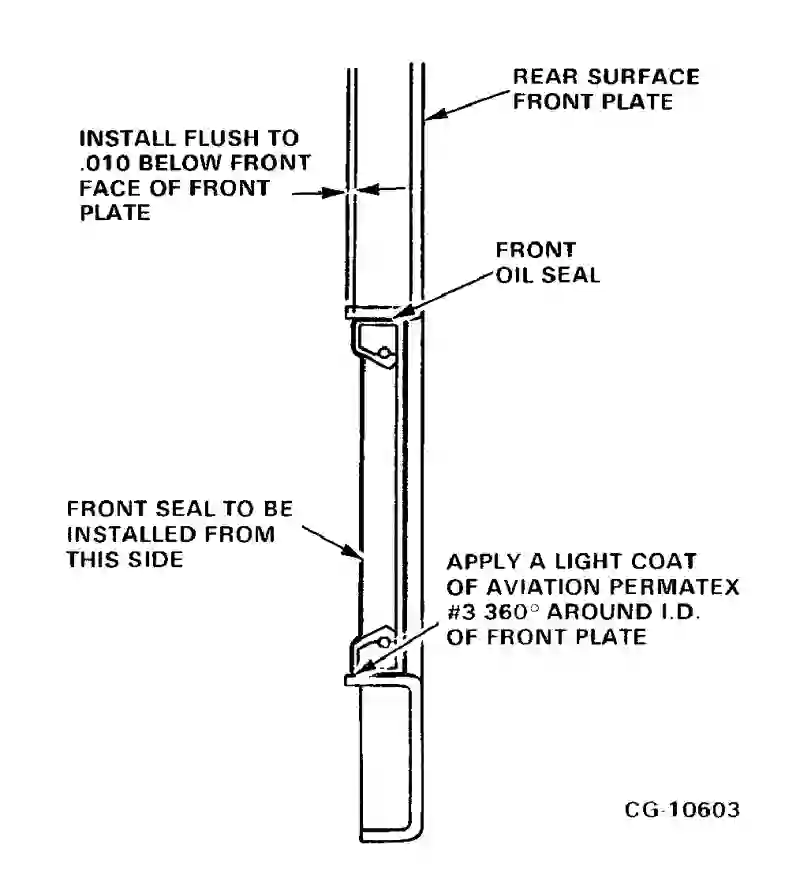 REAR SURFACE
FRONT PLATE
INSTALL FLUSH TO
.010 BELOW FRONT
FACE OF FRONT
PLATE
FRONT
OIL SEAL
FRONT SEAL TO BE
INSTALLED FROM
THIS SIDE
APPLY A LIGHT COAT
OF AVIATION PERMATEX
#3 360° AROUND I.D.
OF FRONT PLATE
CG-10603